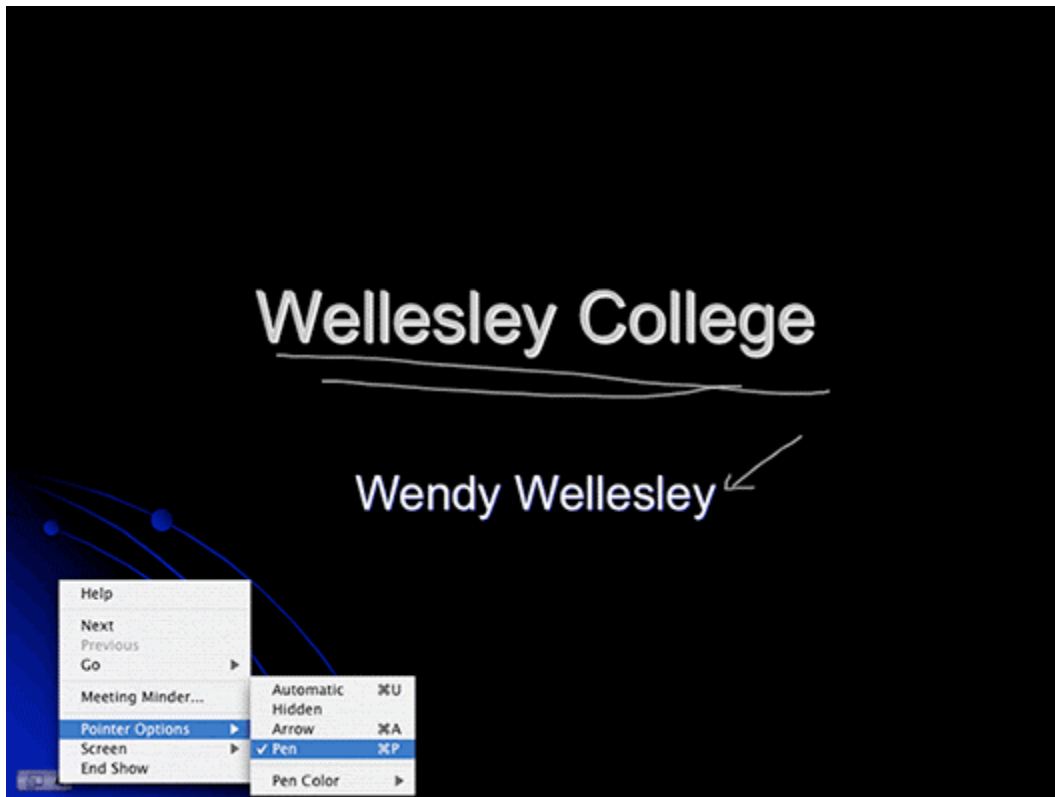 Wellesley College
Wendy Wellesley
Help
Next
Previous
Go
Meeting Minder...
Pointer Options
Screen
End Show
Automatic ⌘U
Hidden
Arrow ⌘A
✓ Pen ⌘P
Pen Color